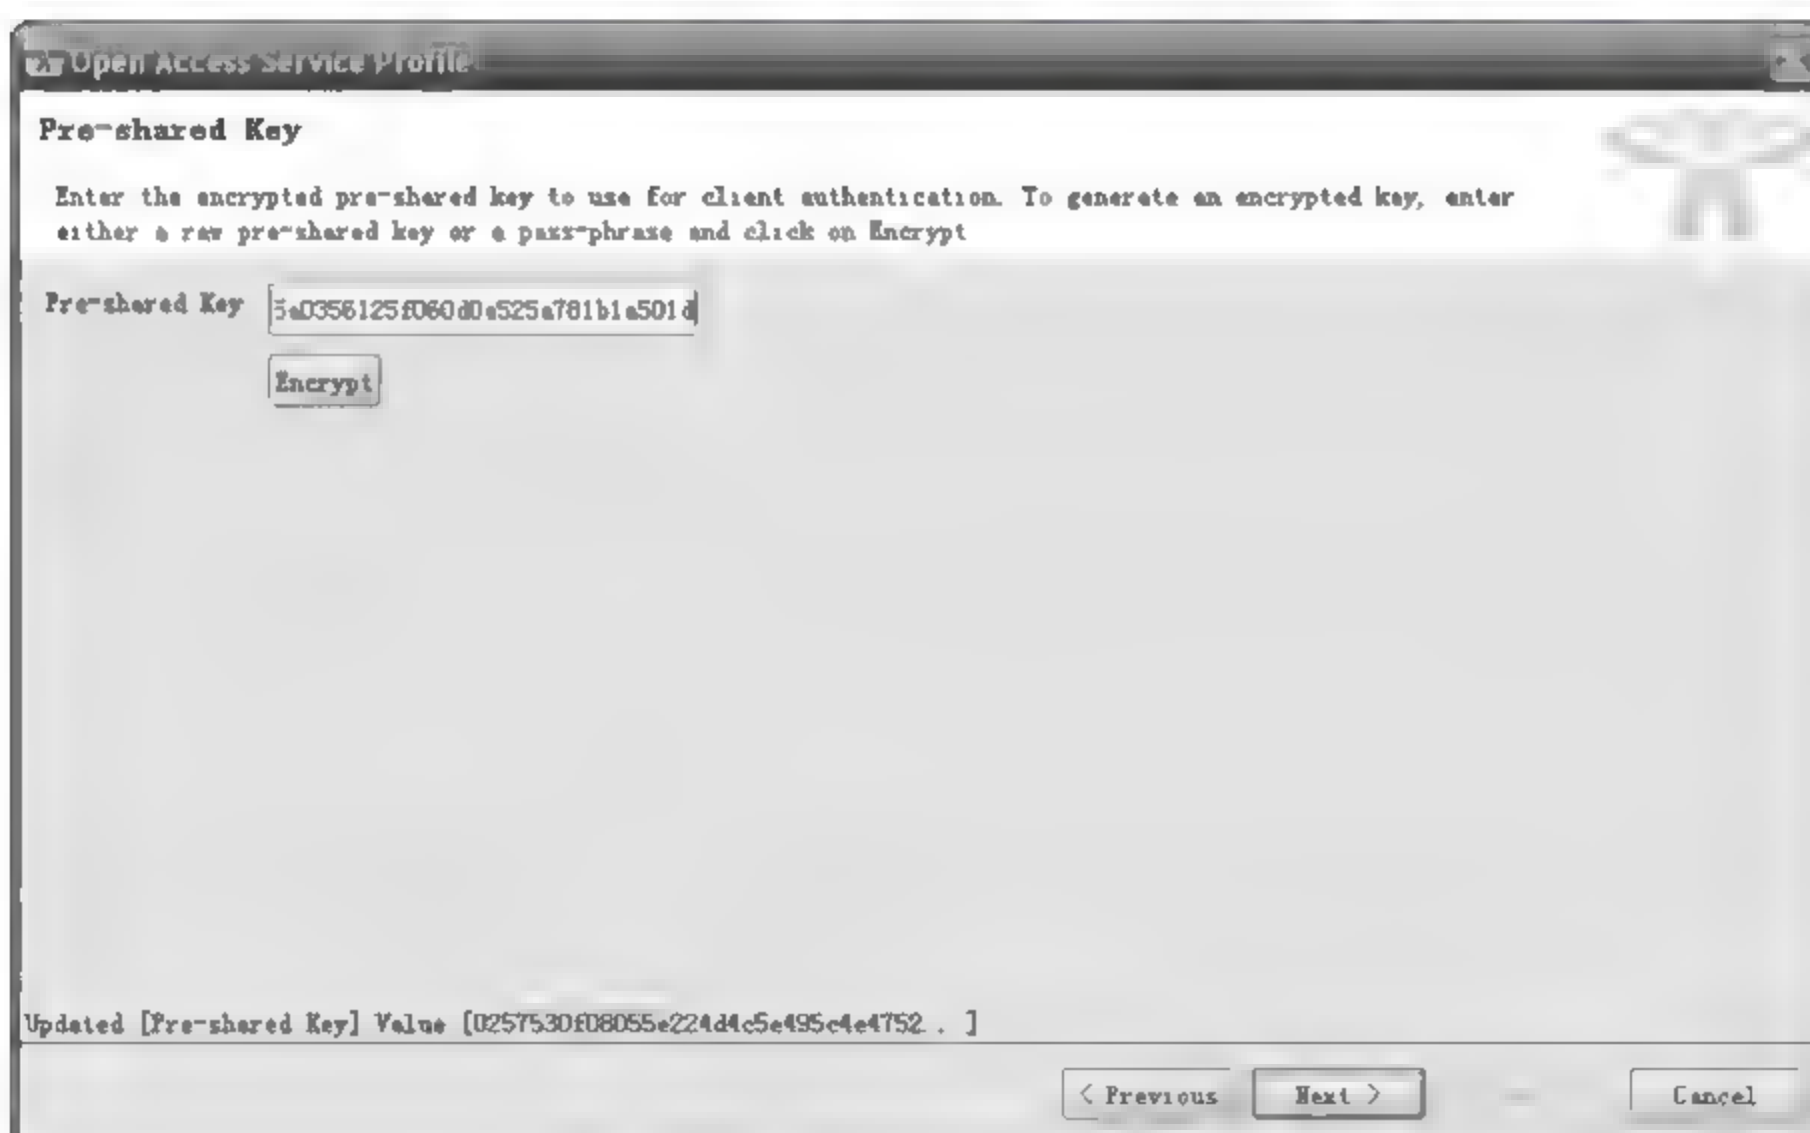 Open Access Service Profile
Pre-shared Key
Enter the encrypted pre-shared key to use for client authentication. To generate an encrypted key, enter
either a raw pre-shared key or a pass-phrase and click on Encrypt
Pre-shared Key 5a0356125f060d0a525a781b1a501d
Encrypt
Updated [Pre-shared Key] Value [0257530f08055e224d4c5e495c4e4752. . ]
< Previous Next > Cancel